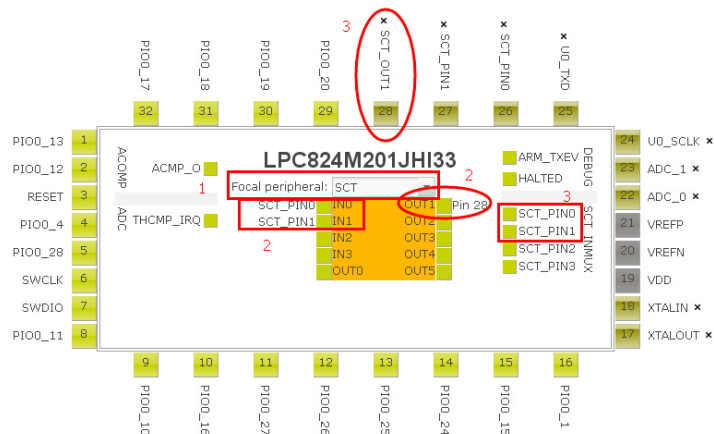 3
PIO0_17
PIO0_18
PIO0_19
PIO0_20
× SCT_OUT1
× SCT_PIN1
× SCT_PIN0
× U0_TXD
32
31
30
29
28
27
26
25
PIO0_13 1
PIO0_12 2
RESET 3
PIO0_4 4
PIO0_28 5
SWCLK 6
SWDIO 7
PIO0_11 8
ACOMP
ADC
ACMP_O
THCMP_IRQ
LPC824M201JHI33
1
Focal peripheral: SCT
2
SCT_PIN0 IN0 OUT1 Pin 28
SCT_PIN1 IN1 OUT2
IN2 OUT3
IN3 OUT4
OUT0 OUT5
2
ARM_TXEV
HALTED
DEBUG
3
SCT_PIN0
SCT_PIN1
SCT_PIN2
SCT_PIN3
SCT_INMUX
24 U0_SCLK ×
23 ADC_1 ×
22 ADC_0 ×
21 VREFP
20 VREFN
19 VDD
18 XTALIN ×
17 XTALOUT ×
9
10
11
12
13
14
15
16
PIO0_10
PIO0_16
PIO0_27
PIO0_26
PIO0_25
PIO0_24
PIO0_15
PIO0_1